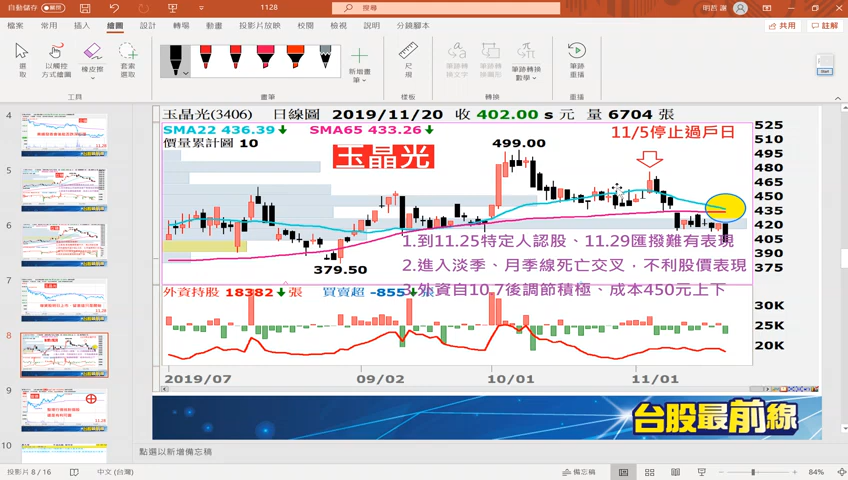 自動儲存
1128
搜尋
明哲 謝
檔案 常用 插入 繪圖 設計 轉場 動畫 投影片放映 校閱 檢視 說明 分鏡腳本
共用 註解
選取
以觸控方式繪圖
橡皮擦
套索選取
新增畫筆
尺規
筆跡轉換文字
筆跡轉換圖形
筆跡轉換數學
筆跡重播
工具 畫筆 樣板 轉換 重播
4
5
6
7
8
9
10
玉晶光(3406) 日線圖 2019/11/20 收 402.00 s 元 量 6704 張
SMA22 436.39↓ SMA65 433.26↓
價量累計圖 10
玉晶光
499.00
379.50
11/5停止過戶日
525
510
495
480
465
450
435
420
405
390
375
1.到11.25特定人認股、11.29匯撥難有表現
2.進入淡季、月季線死亡交叉，不利股價表現
3.外資自10.7後調節積極、成本450元上下
外資持股 18382↓張 買賣超 -855↓張
30K
25K
20K
2019/07 09/02 10/01 11/01
台股最前線
點選以新增備忘稿
投影片 8 / 16
中文 (台灣)
備忘稿
84%